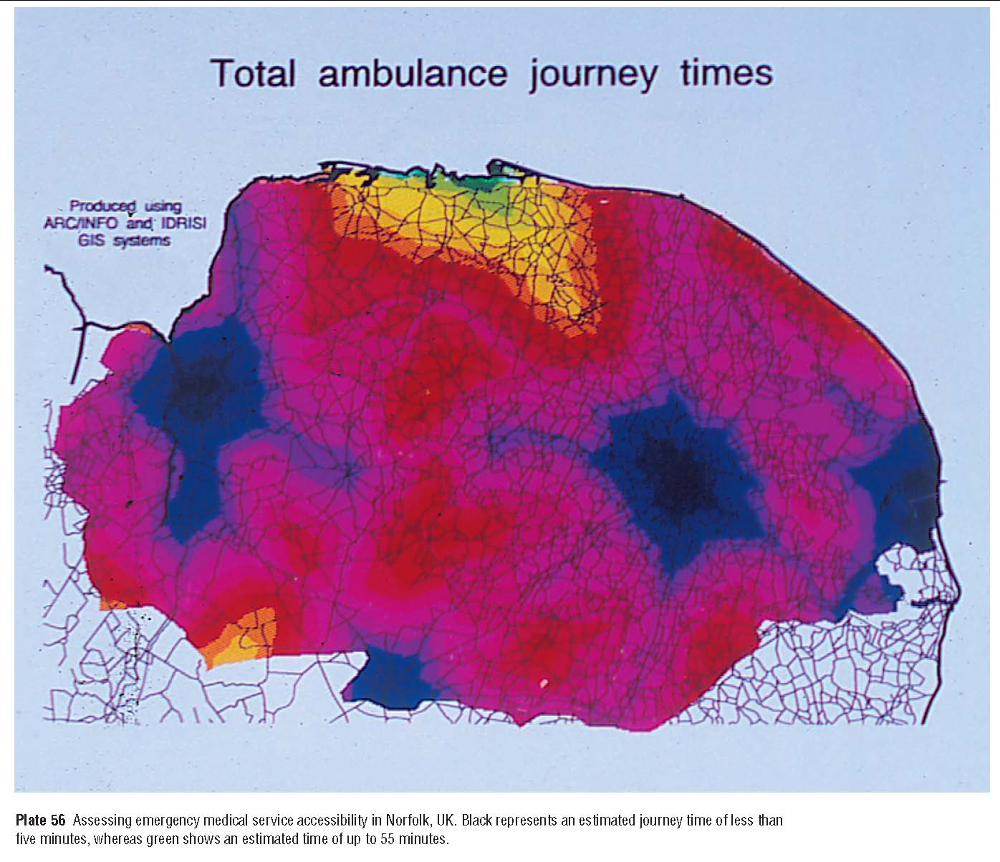 Total ambulance journey times
Produced using
ARC/INFO and IDRISI
GIS systems
Plate 56 Assessing emergency medical service accessibility in Norfolk, UK. Black represents an estimated journey time of less than
five minutes, whereas green shows an estimated time of up to 55 minutes.